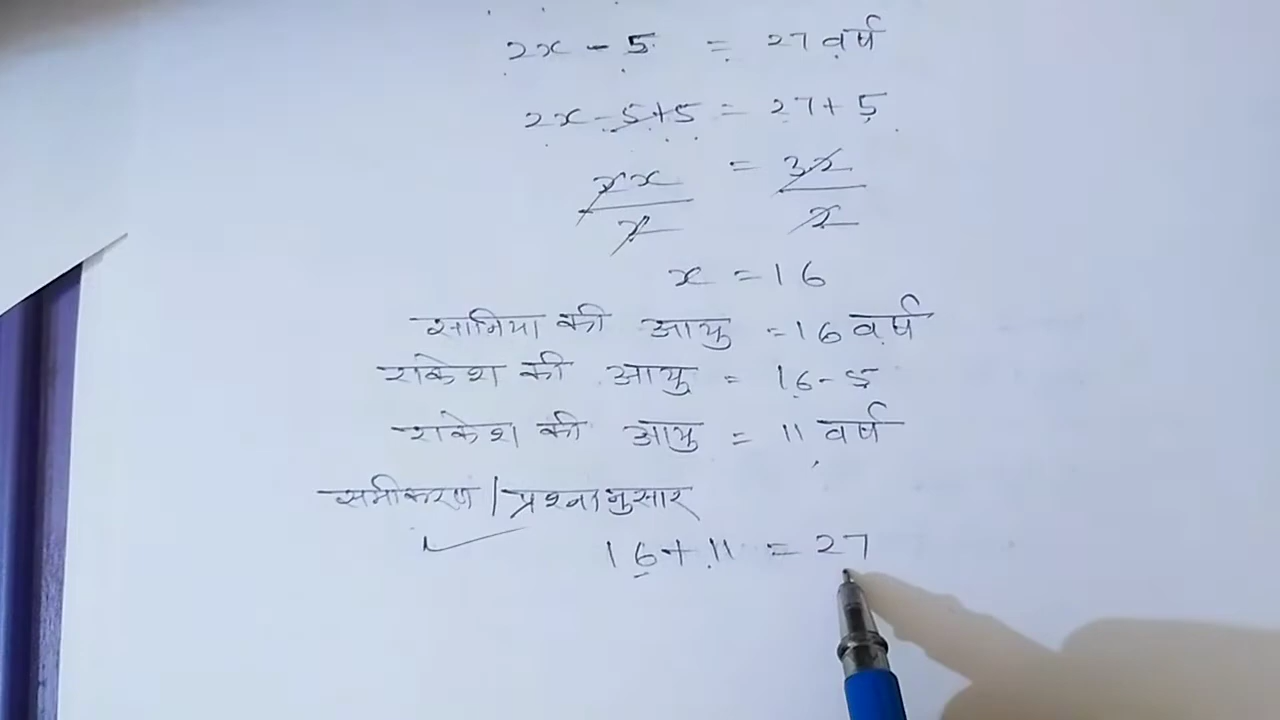 2x - 5 = 27 वर्ष
2x - 5 + 5 = 27 + 5
2x/2 = 32/2
x = 16
सानिया की आयु = 16 वर्ष
राकेश की आयु = 16 - 5
राकेश की आयु = 11 वर्ष
समीकरण / प्रश्नानुसार
16 + 11 = 27